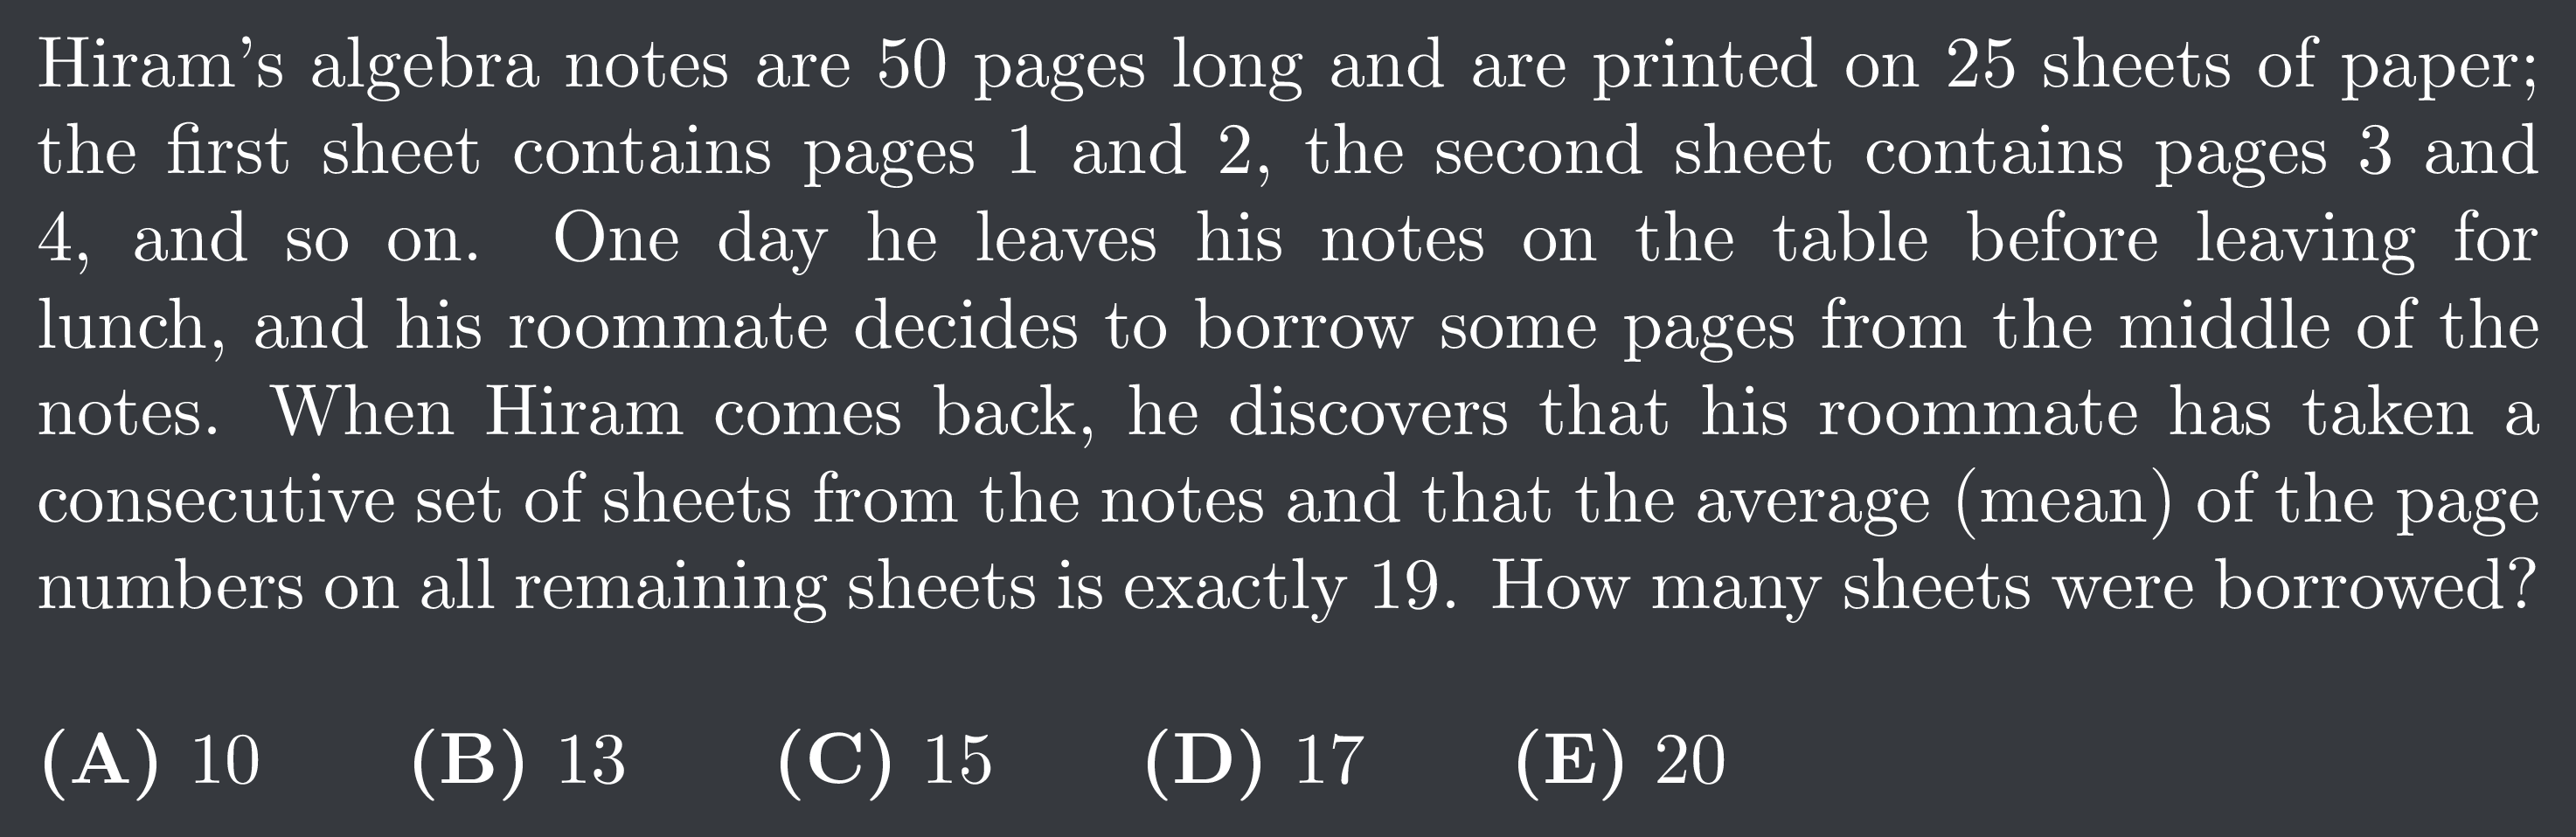 Hiram's algebra notes are 50 pages long and are printed on 25 sheets of paper;
the first sheet contains pages 1 and 2, the second sheet contains pages 3 and
4, and so on. One day he leaves his notes on the table before leaving for
lunch, and his roommate decides to borrow some pages from the middle of the
notes. When Hiram comes back, he discovers that his roommate has taken a
consecutive set of sheets from the notes and that the average (mean) of the page
numbers on all remaining sheets is exactly 19. How many sheets were borrowed?
(A) 10 (B) 13 (C) 15 (D) 17 (E) 20